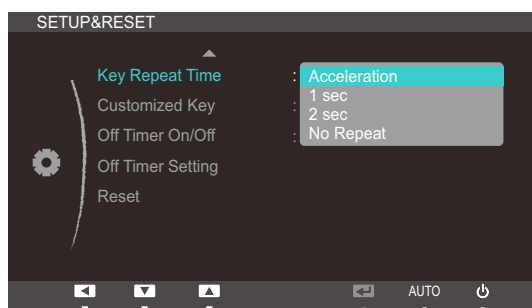 SETUP&RESET
Key Repeat Time : Acceleration
1 sec
Customized Key :
2 sec
Off Timer On/Off : No Repeat
Off Timer Setting
Reset
AUTO